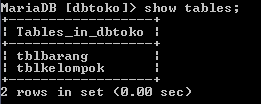 MariaDB [dbtoko]> show tables;
+------------------+
| Tables_in_dbtoko |
+------------------+
| tblbarang        |
| tblkelompok      |
+------------------+
2 rows in set (0.00 sec)